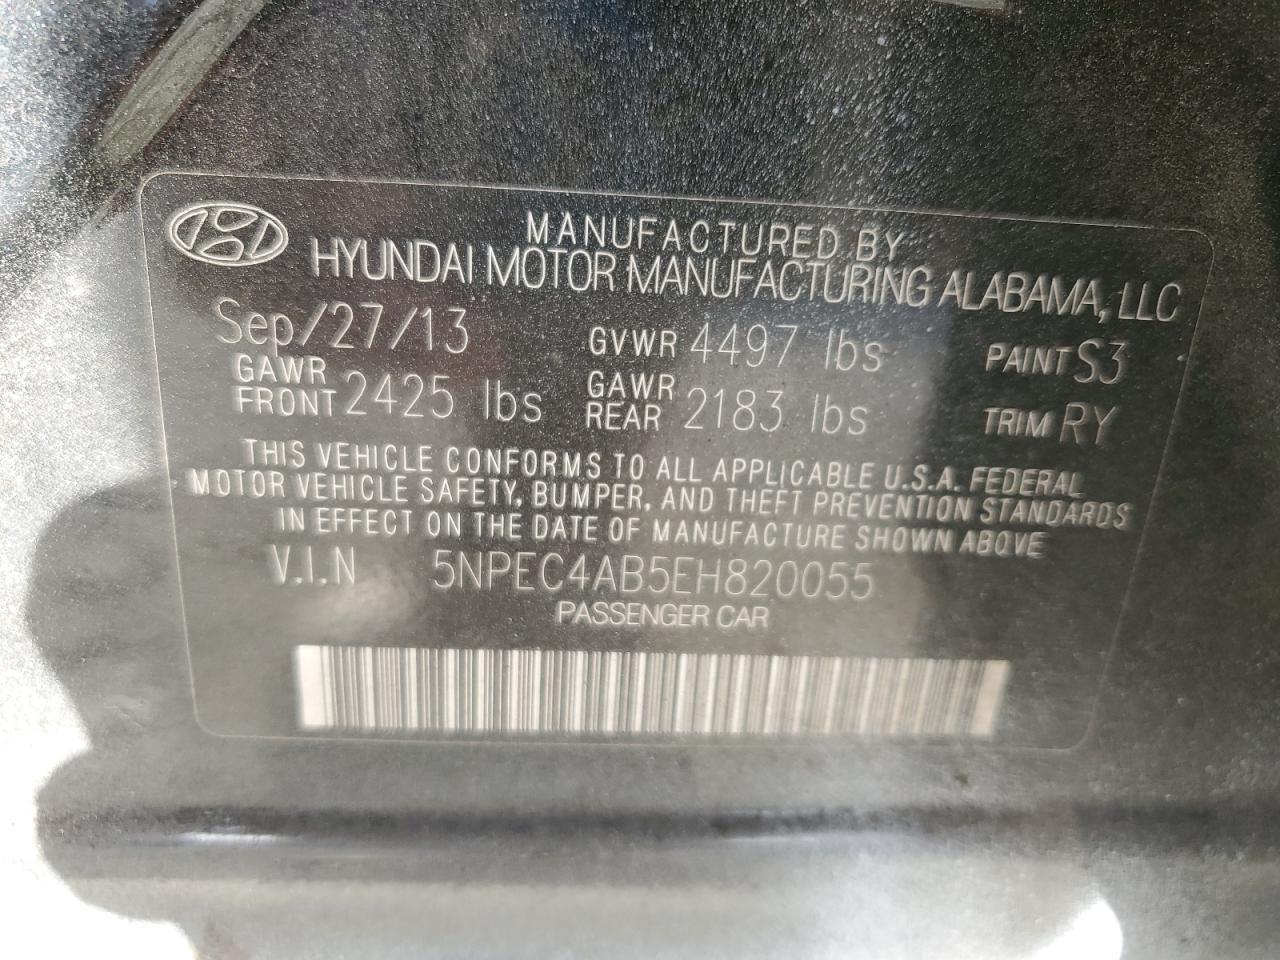 MANUFACTURED BY
HYUNDAI MOTOR MANUFACTURING ALABAMA, LLC
Sep/27/13 GVWR 4497 lbs PAINT S3
GAWR FRONT 2425 lbs GAWR REAR 2183 lbs TRIM RY
THIS VEHICLE CONFORMS TO ALL APPLICABLE U.S.A. FEDERAL
MOTOR VEHICLE SAFETY, BUMPER, AND THEFT PREVENTION STANDARDS
IN EFFECT ON THE DATE OF MANUFACTURE SHOWN ABOVE
V.I.N 5NPEC4AB5EH820055
PASSENGER CAR